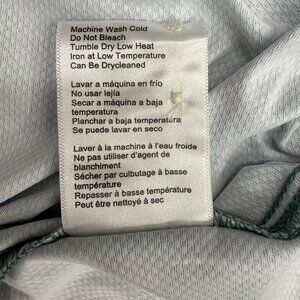 Machine Wash Cold
Do Not Bleach
Tumble Dry Low Heat
Iron at Low Temperature
Can Be Drycleaned
Lavar a máquina en frío
No usar lejía
Secar a máquina a baja
temperatura
Planchar a baja temperatura
Se puede lavar en seco
Laver à la machine à l'eau froide
Ne pas utiliser d'agent de
blanchiment
Sécher par culbutage à basse
température
Repasser à basse température
Peut être nettoyé à sec